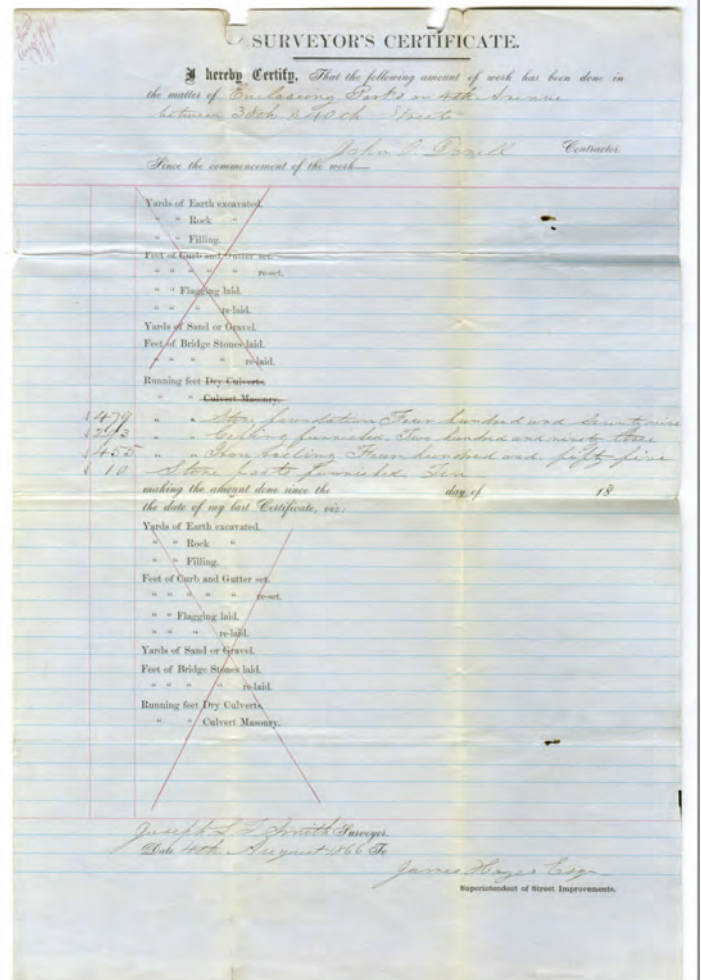 SURVEYOR'S CERTIFICATE.
I hereby Certify, That the following amount of work has been done in
the matter of Enclosing Parks on 4th Avenue
between 38th & 40th Streets
John Contractor.
Since the commencement of the work
Yards of Earth excavated.
" " Rock "
" " Filling.
Feet of Curb and Gutter set.
" " " " " re-set.
" " Flagging laid.
" " " re-laid.
Yards of Sand or Gravel.
Feet of Bridge Stones laid.
" " " " re-laid.
Running feet Dry Culverts.
" " Culvert Masonry.
479 " " Stone foundation Four hundred and Seventy nine
293 " " Coping furnished. Two hundred and ninety three
455 " " Iron Four hundred and fifty five
10 Stone posts furnished Ten
making the amount done since the day of 18
the date of my last Certificate, viz:
Yards of Earth excavated.
" " Rock "
" " Filling.
Feet of Curb and Gutter set.
" " " " " re-set.
" " Flagging laid.
" " " re-laid.
Yards of Sand or Gravel.
Feet of Bridge Stones laid.
" " " " re-laid.
Running feet Dry Culverts.
" " Culvert Masonry.
Joseph Smith Surveyor.
Date 4th August 1866 To
James Hayes Esqr
Superintendent of Street Improvements.